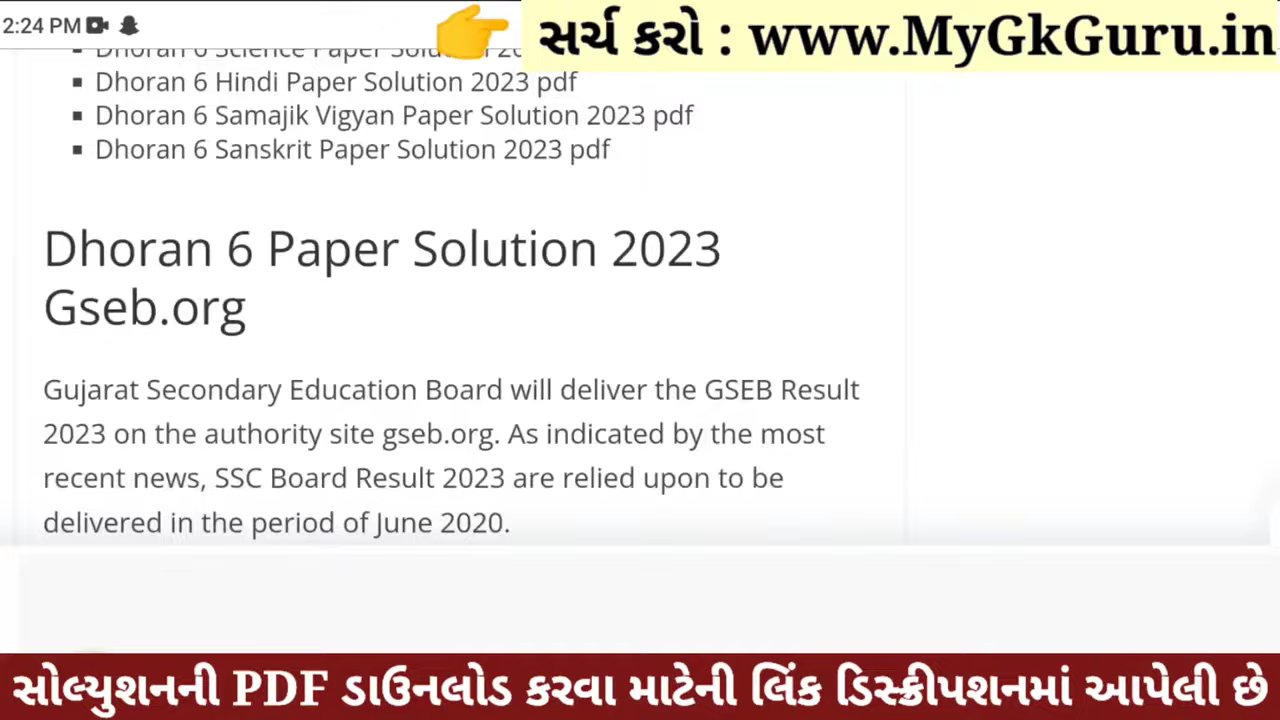 2:24 PM
👉 સર્ચ કરો : www.MyGkGuru.in
Dhoran 6 Science Paper
Dhoran 6 Hindi Paper Solution 2023 pdf
Dhoran 6 Samajik Vigyan Paper Solution 2023 pdf
Dhoran 6 Sanskrit Paper Solution 2023 pdf
Dhoran 6 Paper Solution 2023
Gseb.org
Gujarat Secondary Education Board will deliver the GSEB Result
2023 on the authority site gseb.org. As indicated by the most
recent news, SSC Board Result 2023 are relied upon to be
delivered in the period of June 2020.
સોલ્યુશનની PDF ડાઉનલોડ કરવા માટેની લિંક ડિસ્ક્રીપશનમાં આપેલી છે